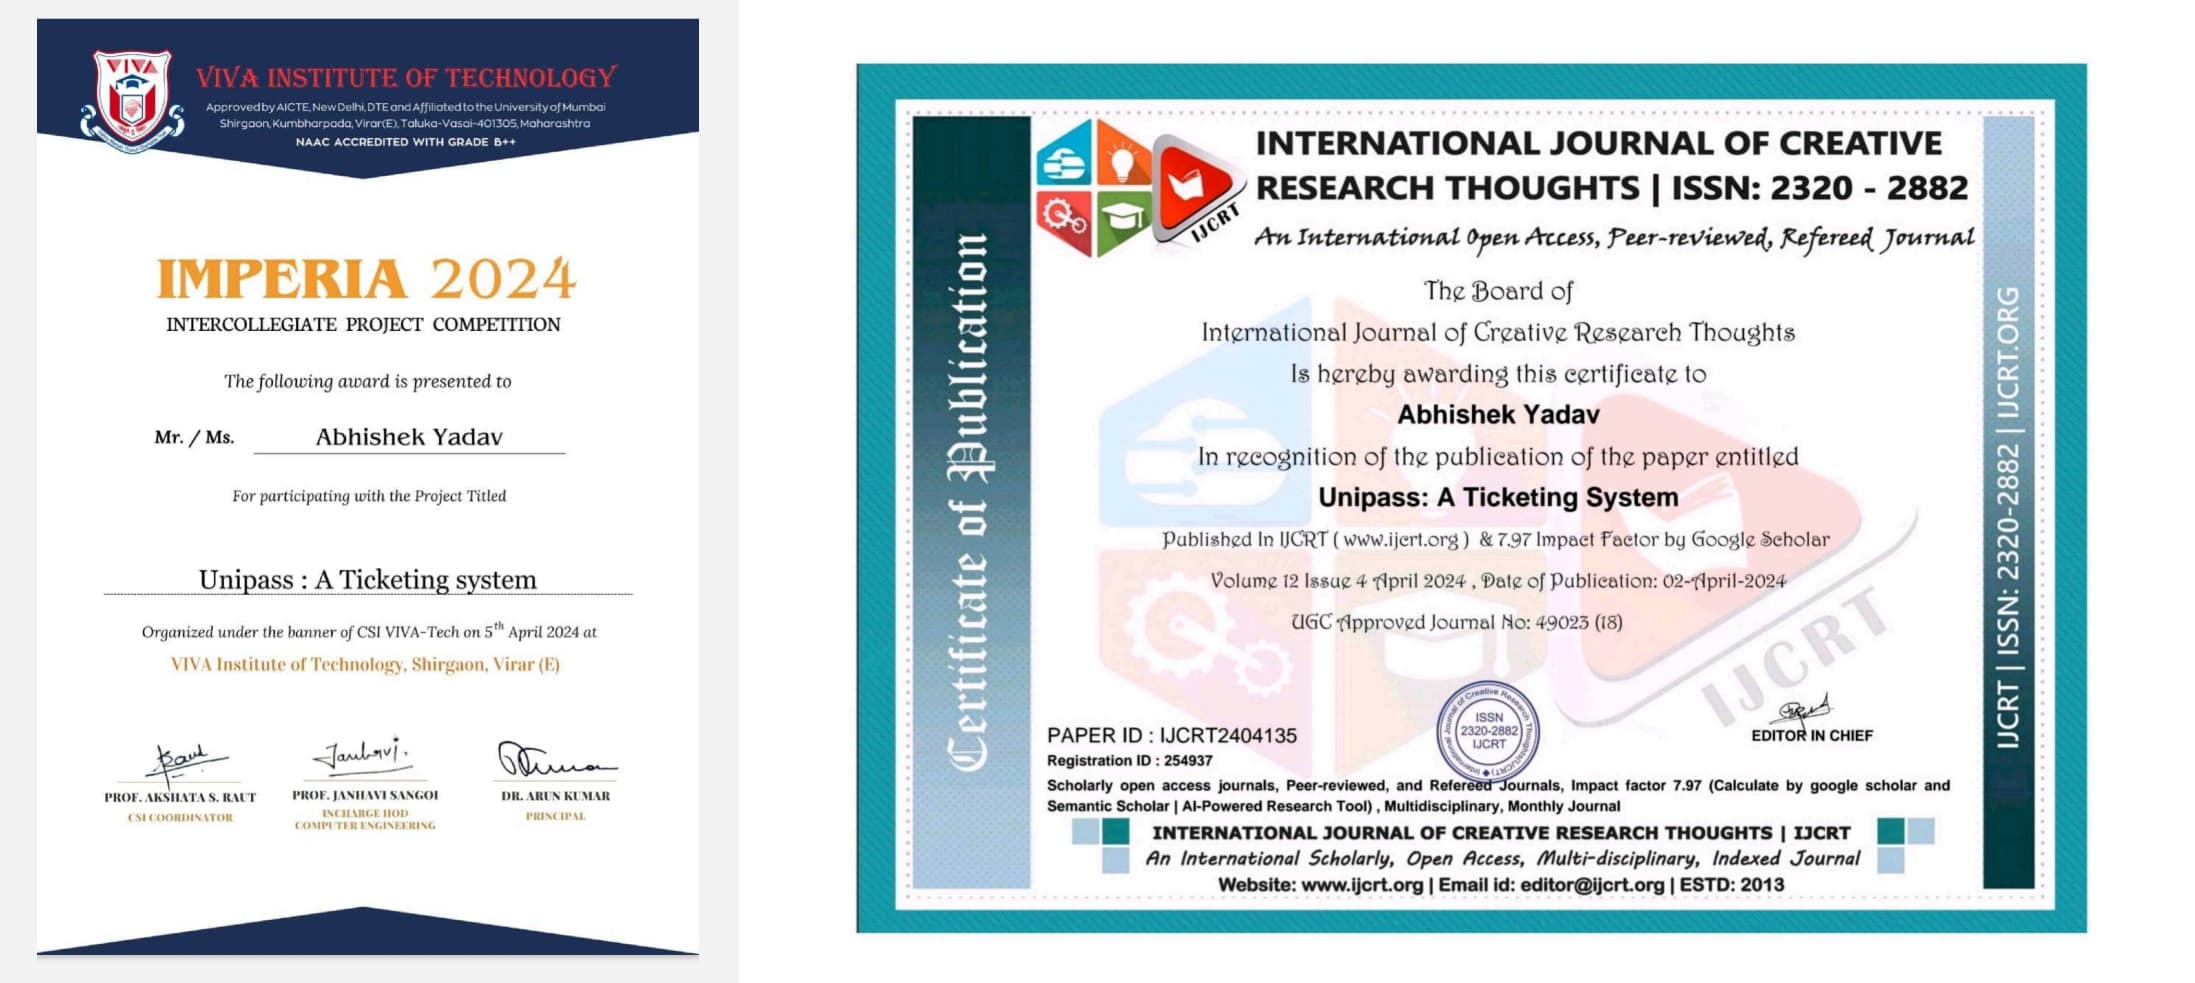 VIVA
VIVA INSTITUTE OF TECHNOLOGY
Approved by AICTE, New Delhi, DTE and Affiliated to the University of Mumbai
Shirgaon, Kumbharpada, Virar(E), Taluka-Vasai-401305, Maharashtra
NAAC ACCREDITED WITH GRADE B++
IMPERIA 2024
INTERCOLLEGIATE PROJECT COMPETITION
The following award is presented to
Mr. / Ms. Abhishek Yadav
For participating with the Project Titled
Unipass : A Ticketing system
Organized under the banner of CSI VIVA-Tech on 5th April 2024 at
VIVA Institute of Technology, Shirgaon, Virar (E)
PROF. AKSHATA S. RAUT
CSI COORDINATOR
PROF. JANHAVI SANGOI
INCHARGE HOD
COMPUTER ENGINEERING
DR. ARUN KUMAR
PRINCIPAL
Certificate of Publication
IJCRT
INTERNATIONAL JOURNAL OF CREATIVE
RESEARCH THOUGHTS | ISSN: 2320 - 2882
An International Open Access, Peer-reviewed, Refereed Journal
The Board of
International Journal of Creative Research Thoughts
Is hereby awarding this certificate to
Abhishek Yadav
In recognition of the publication of the paper entitled
Unipass: A Ticketing System
Published In IJCRT ( www.ijcrt.org ) & 7.97 Impact Factor by Google Scholar
Volume 12 Issue 4 April 2024 , Date of Publication: 02-April-2024
UGC Approved Journal No: 49023 (18)
IJCRT
PAPER ID : IJCRT2404135
Registration ID : 254937
ISSN
2320-2882
IJCRT
EDITOR IN CHIEF
Scholarly open access journals, Peer-reviewed, and Refereed Journals, Impact factor 7.97 (Calculate by google scholar and
Semantic Scholar | AI-Powered Research Tool) , Multidisciplinary, Monthly Journal
INTERNATIONAL JOURNAL OF CREATIVE RESEARCH THOUGHTS | IJCRT
An International Scholarly, Open Access, Multi-disciplinary, Indexed Journal
Website: www.ijcrt.org | Email id: editor@ijcrt.org | ESTD: 2013
IJCRT | ISSN: 2320-2882 | IJCRT.ORG